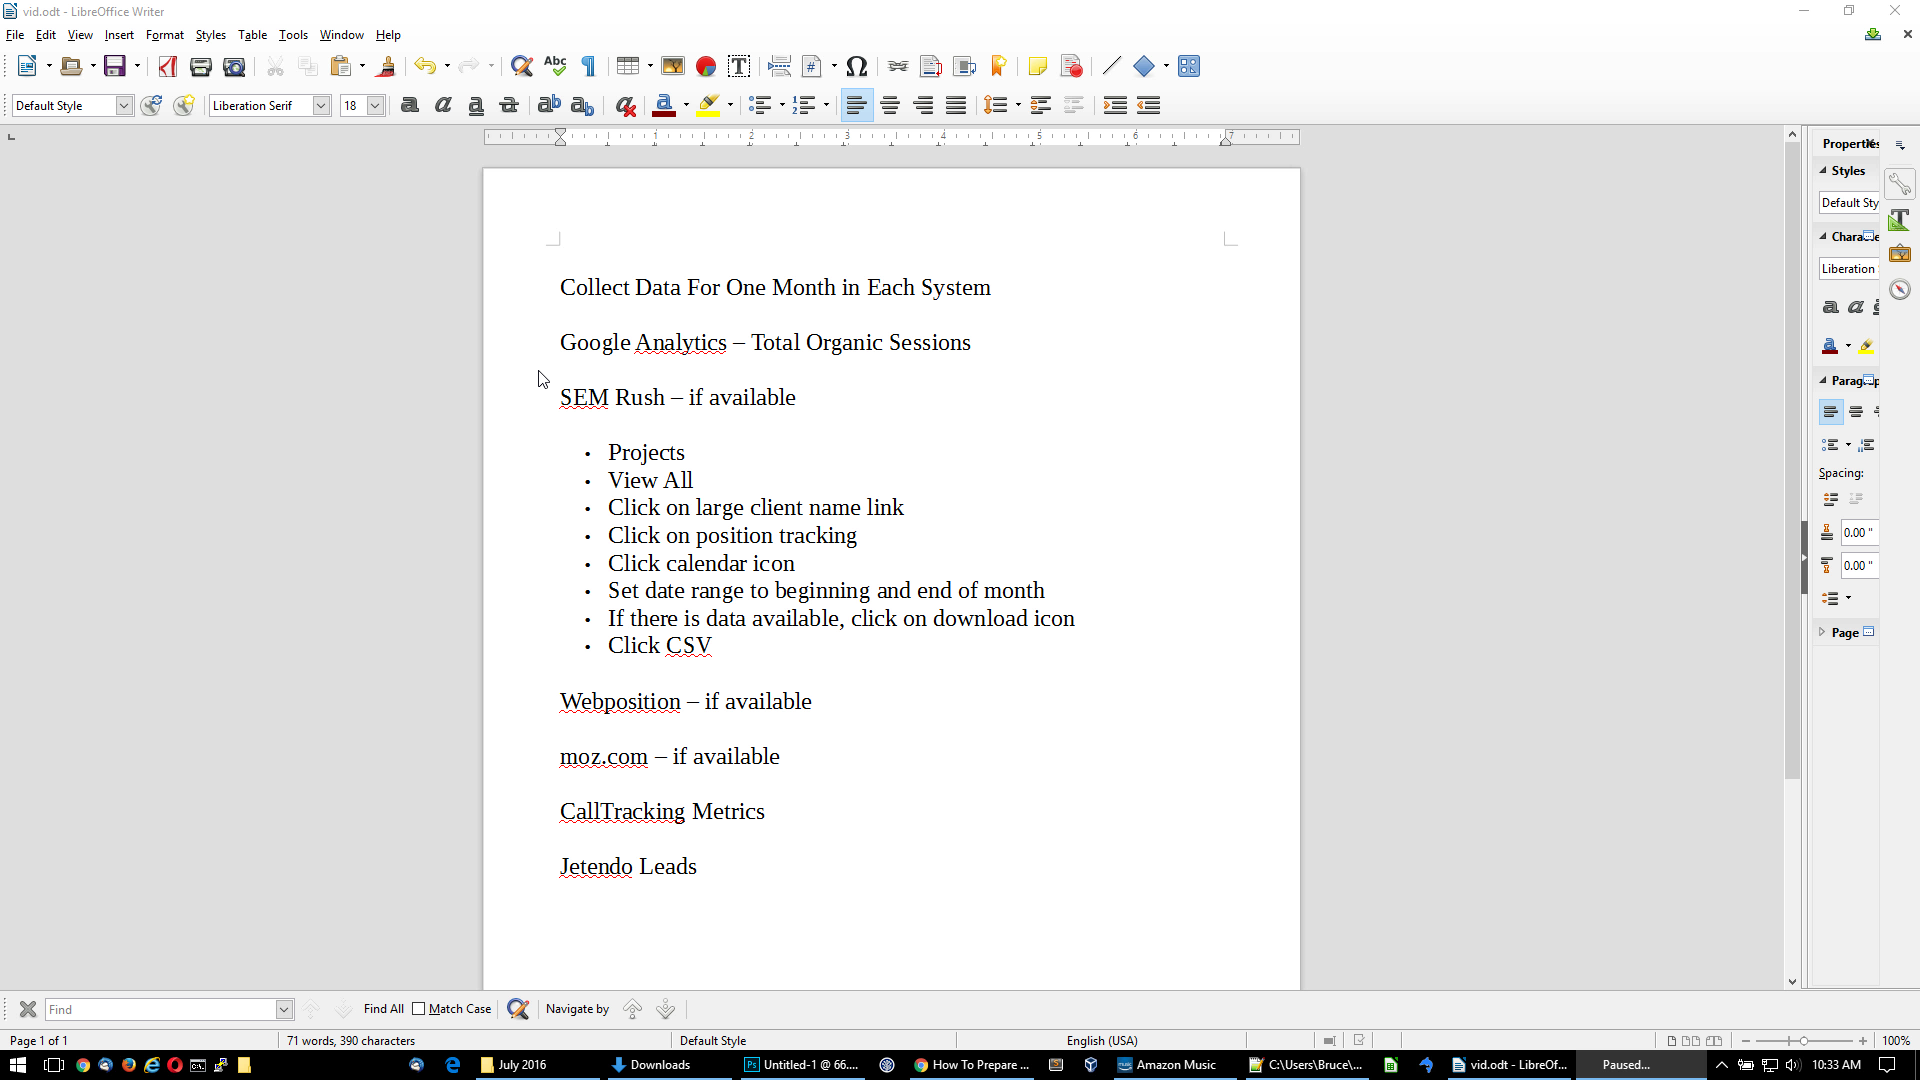 vid.odt - LibreOffice Writer
File Edit View Insert Format Styles Table Tools Window Help
Default Style Liberation Serif 18
1 2 3 4 5 6 7
Properties
Styles
Default Sty
Liberation
Spacing:
0.00 "
0.00 "
Page
Collect Data For One Month in Each System
Google Analytics – Total Organic Sessions
SEM Rush – if available
• Projects
• View All
• Click on large client name link
• Click on position tracking
• Click calendar icon
• Set date range to beginning and end of month
• If there is data available, click on download icon
• Click CSV
Webposition – if available
moz.com – if available
CallTracking Metrics
Jetendo Leads
Find Find All Match Case Navigate by
Page 1 of 1 71 words, 390 characters Default Style English (USA) 100%
July 2016 Downloads Untitled-1 @ 66.... How To Prepare ... Amazon Music C:\Users\Bruce\... vid.odt - LibreOf... Paused... 10:33 AM